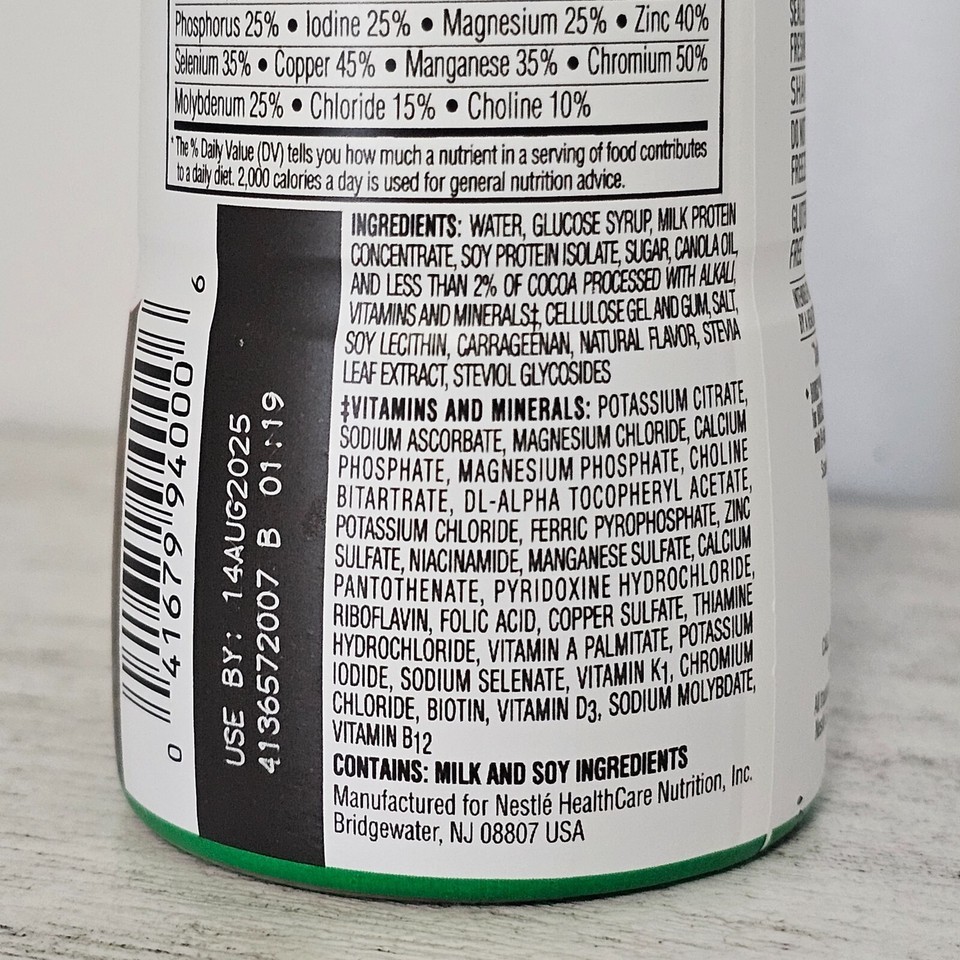 Phosphorus 25% • Iodine 25% • Magnesium 25% • Zinc 40%
Selenium 35% • Copper 45% • Manganese 35% • Chromium 50%
Molybdenum 25% • Chloride 15% • Choline 10%
*The % Daily Value (DV) tells you how much a nutrient in a serving of food contributes
to a daily diet. 2,000 calories a day is used for general nutrition advice.
INGREDIENTS: WATER, GLUCOSE SYRUP, MILK PROTEIN
CONCENTRATE, SOY PROTEIN ISOLATE, SUGAR, CANOLA OIL,
AND LESS THAN 2% OF COCOA PROCESSED WITH ALKALI,
VITAMINS AND MINERALS‡, CELLULOSE GEL AND GUM, SALT,
SOY LECITHIN, CARRAGEENAN, NATURAL FLAVOR, STEVIA
LEAF EXTRACT, STEVIOL GLYCOSIDES
‡VITAMINS AND MINERALS: POTASSIUM CITRATE,
SODIUM ASCORBATE, MAGNESIUM CHLORIDE, CALCIUM
PHOSPHATE, MAGNESIUM PHOSPHATE, CHOLINE
BITARTRATE, DL-ALPHA TOCOPHERYL ACETATE,
POTASSIUM CHLORIDE, FERRIC PYROPHOSPHATE, ZINC
SULFATE, NIACINAMIDE, MANGANESE SULFATE, CALCIUM
PANTOTHENATE, PYRIDOXINE HYDROCHLORIDE,
RIBOFLAVIN, FOLIC ACID, COPPER SULFATE, THIAMINE
HYDROCHLORIDE, VITAMIN A PALMITATE, POTASSIUM
IODIDE, SODIUM SELENATE, VITAMIN K1, CHROMIUM
CHLORIDE, BIOTIN, VITAMIN D3, SODIUM MOLYBDATE,
VITAMIN B12
CONTAINS: MILK AND SOY INGREDIENTS
Manufactured for Nestlé HealthCare Nutrition, Inc.
Bridgewater, NJ 08807 USA
USE BY: 14AUG2025
41365572007 B 01:19
0 41679 94000 6
DO NOT